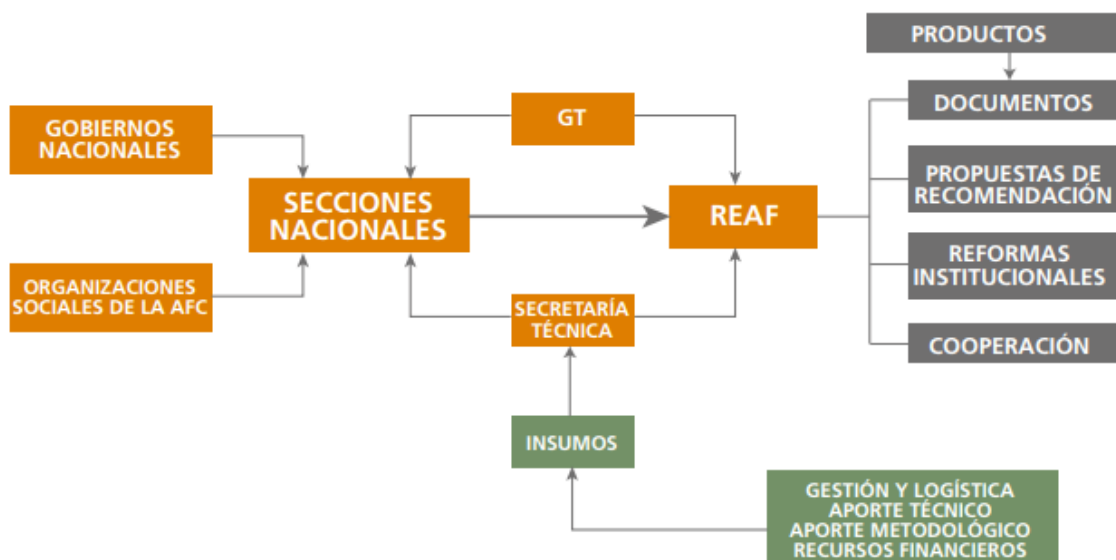 PRODUCTOS
DOCUMENTOS
GT
GOBIERNOS
NACIONALES
PROPUESTAS DE
RECOMENDACIÓN
SECCIONES
NACIONALES
REAF
REFORMAS
INSTITUCIONALES
ORGANIZACIONES
SOCIALES DE LA AFC
SECRETARÍA
TÉCNICA
COOPERACIÓN
INSUMOS
GESTIÓN Y LOGÍSTICA
APORTE TÉCNICO
APORTE METODOLÓGICO
RECURSOS FINANCIEROS